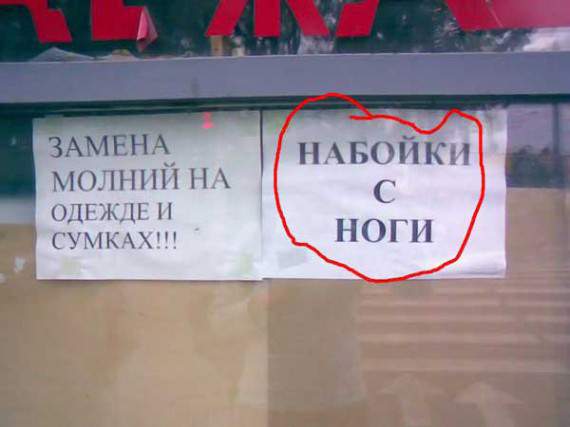 ЗАМЕНА
МОЛНИЙ НА
ОДЕЖДЕ И
СУМКАХ!!!
НАБОЙКИ
С
НОГИ